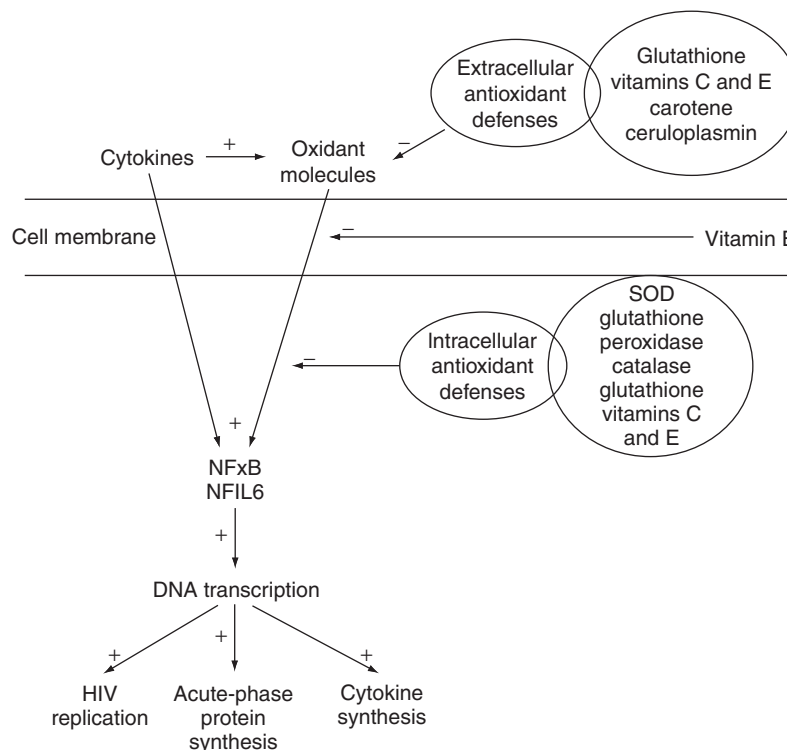 Extracellular
antioxidant
defenses
Glutathione
vitamins C and E
carotene
ceruloplasmin
Cytokines
+
Oxidant
molecules
–
Cell membrane
–
Vitamin E
SOD
glutathione
peroxidase
catalase
glutathione
vitamins C
and E
Intracellular
antioxidant
defenses
–
+
NFxB
NFIL6
+
DNA transcription
+
+
+
HIV
replication
Acute-phase
protein
synthesis
Cytokine
synthesis